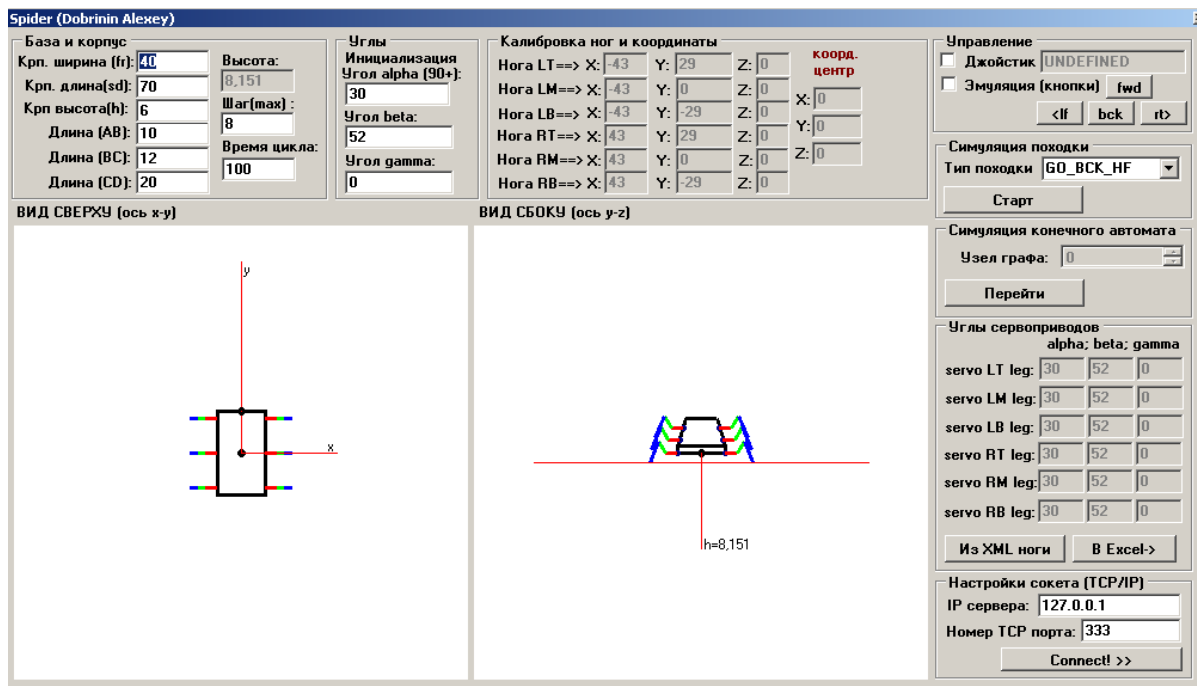 Spider (Dobrinin Alexey)
База и корпус
Крп. ширина (fr): 40
Крп. длина(sd): 70
Крп высота(h): 6
Длина (AB): 10
Длина (BC): 12
Длина (CD): 20
Высота:
8,151
Шаг(max) :
8
Время цикла:
100
Углы
Инициализация
Угол alpha (90+):
30
Угол beta:
52
Угол gamma:
0
Калибровка ног и координаты
Нога LT==> X: -43 Y: 29 Z: 0
Нога LM==> X: -43 Y: 0 Z: 0
Нога LB==> X: -43 Y: -29 Z: 0
Нога RT==> X: 43 Y: 29 Z: 0
Нога RM==> X: 43 Y: 0 Z: 0
Нога RB==> X: 43 Y: -29 Z: 0
коорд.
центр
X: 0
Y: 0
Z: 0
Управление
Джойстик UNDEFINED
Эмуляция (кнопки) fwd
<lf bck rt>
Симуляция походки
Тип походки GO_BCK_HF
Старт
Симуляция конечного автомата
Узел графа: 0
Перейти
Углы сервоприводов
alpha; beta; gamma
servo LT leg: 30 52 0
servo LM leg: 30 52 0
servo LB leg: 30 52 0
servo RT leg: 30 52 0
servo RM leg: 30 52 0
servo RB leg: 30 52 0
Из XML ноги В Excel->
Настройки сокета (TCP/IP)
IP сервера: 127.0.0.1
Номер TCP порта: 333
Connect! >>
ВИД СВЕРХУ (ось x-y)
y
x
ВИД СБОКУ (ось y-z)
h=8,151